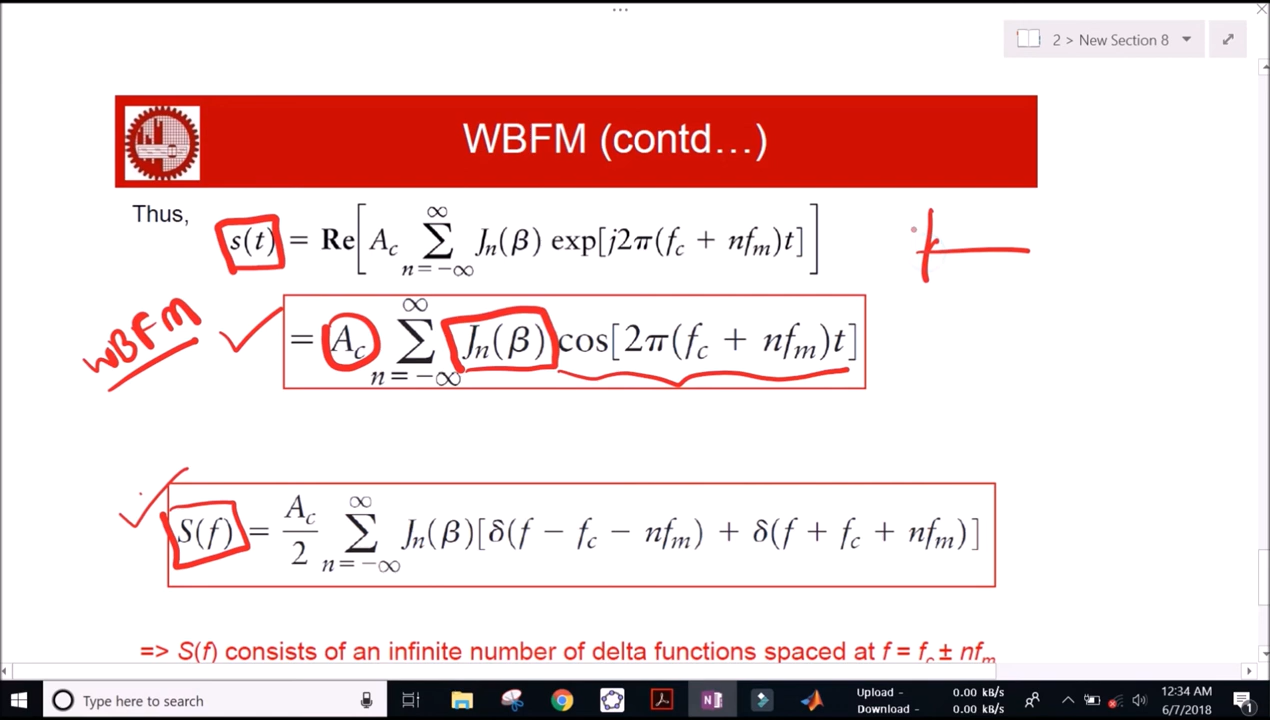 2 > New Section 8
WBFM (contd…)
Thus,
s(t) = Re[A_c ∑_{n=−∞}^{∞} J_n(β) exp[j2π(f_c + nf_m)t]]
WBFM
= A_c ∑_{n=−∞}^{∞} J_n(β) cos[2π(f_c + nf_m)t]
S(f) = A_c/2 ∑_{n=−∞}^{∞} J_n(β)[δ(f − f_c − nf_m) + δ(f + f_c + nf_m)]
=> S(f) consists of an infinite number of delta functions spaced at f = f_c ± nf_m
Type here to search
Upload - 0.00 kB/s
Download - 0.00 kB/s
12:34 AM
6/7/2018
1